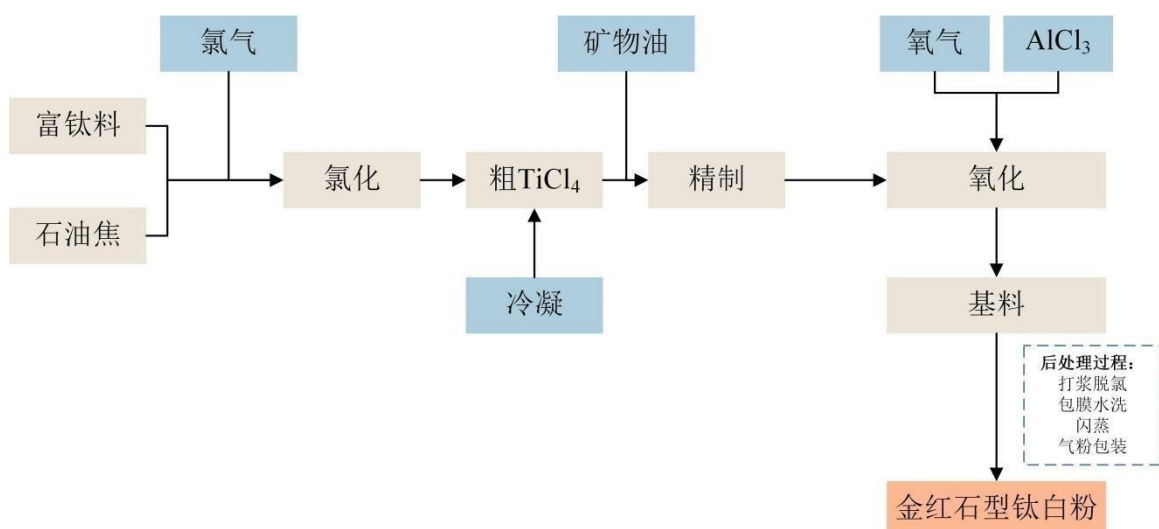 氯气
矿物油
氧气
AlCl₃
富钛料
石油焦
氯化
粗TiCl₄
精制
氧化
冷凝
基料
后处理过程:
打浆脱氯
包膜水洗
闪蒸
气粉包装
金红石型钛白粉